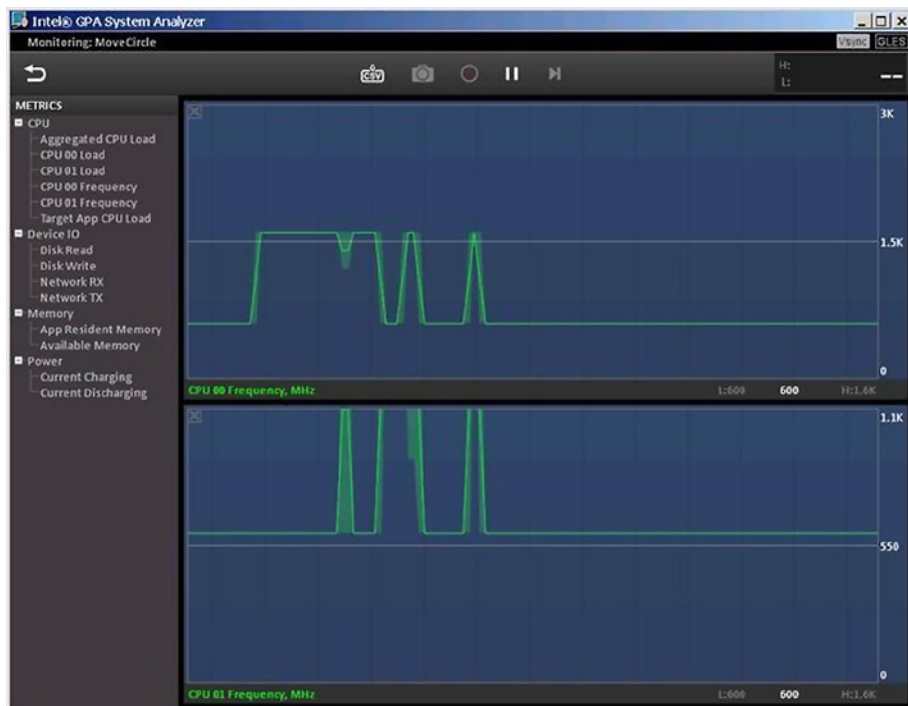 Intel® GPA System Analyzer
Monitoring: MoveCircle
Vsync GLES
CSV
H:
L:
--
METRICS
CPU
Aggregated CPU Load
CPU 00 Load
CPU 01 Load
CPU 00 Frequency
CPU 01 Frequency
Target App CPU Load
Device IO
Disk Read
Disk Write
Network RX
Network TX
Memory
App Resident Memory
Available Memory
Power
Current Charging
Current Discharging
3K
1.5K
0
CPU 00 Frequency, MHz L:600 600 H:1.6K
1.1K
550
0
CPU 01 Frequency, MHz L:600 600 H:1.6K